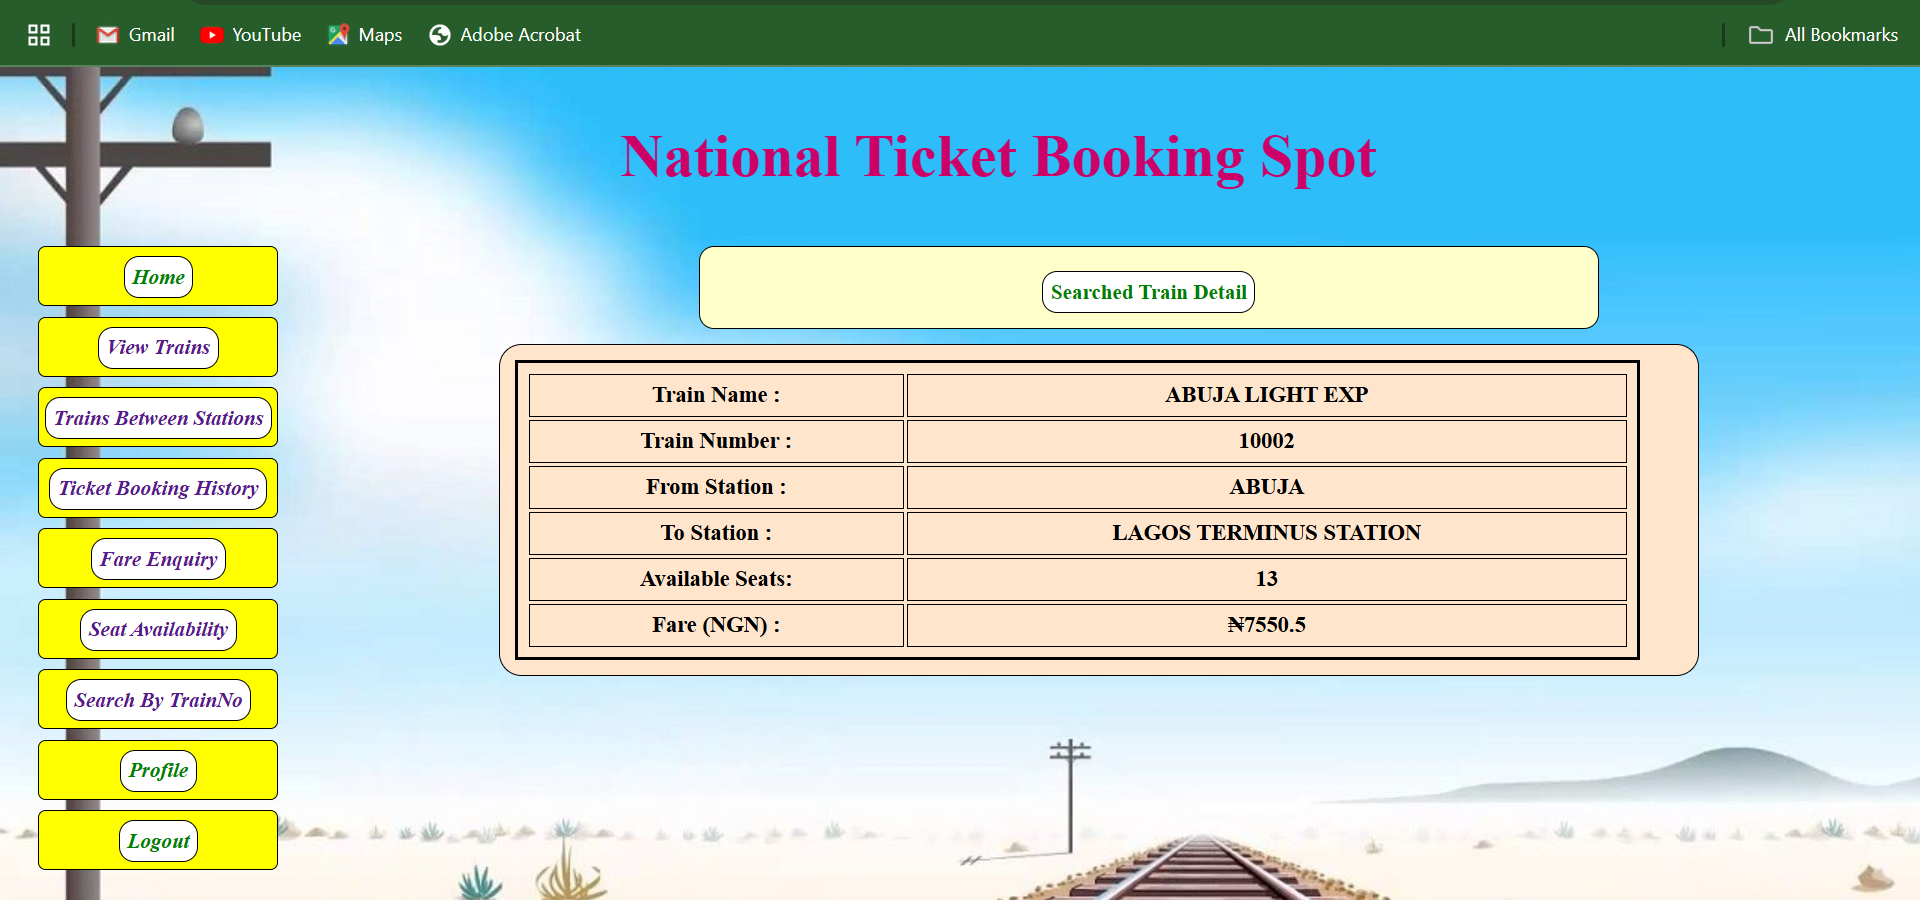 Gmail YouTube Maps Adobe Acrobat All Bookmarks
National Ticket Booking Spot
Home
View Trains
Trains Between Stations
Ticket Booking History
Fare Enquiry
Seat Availability
Search By TrainNo
Profile
Logout
Searched Train Detail
Train Name : ABUJA LIGHT EXP
Train Number : 10002
From Station : ABUJA
To Station : LAGOS TERMINUS STATION
Available Seats: 13
Fare (NGN) : ₦7550.5